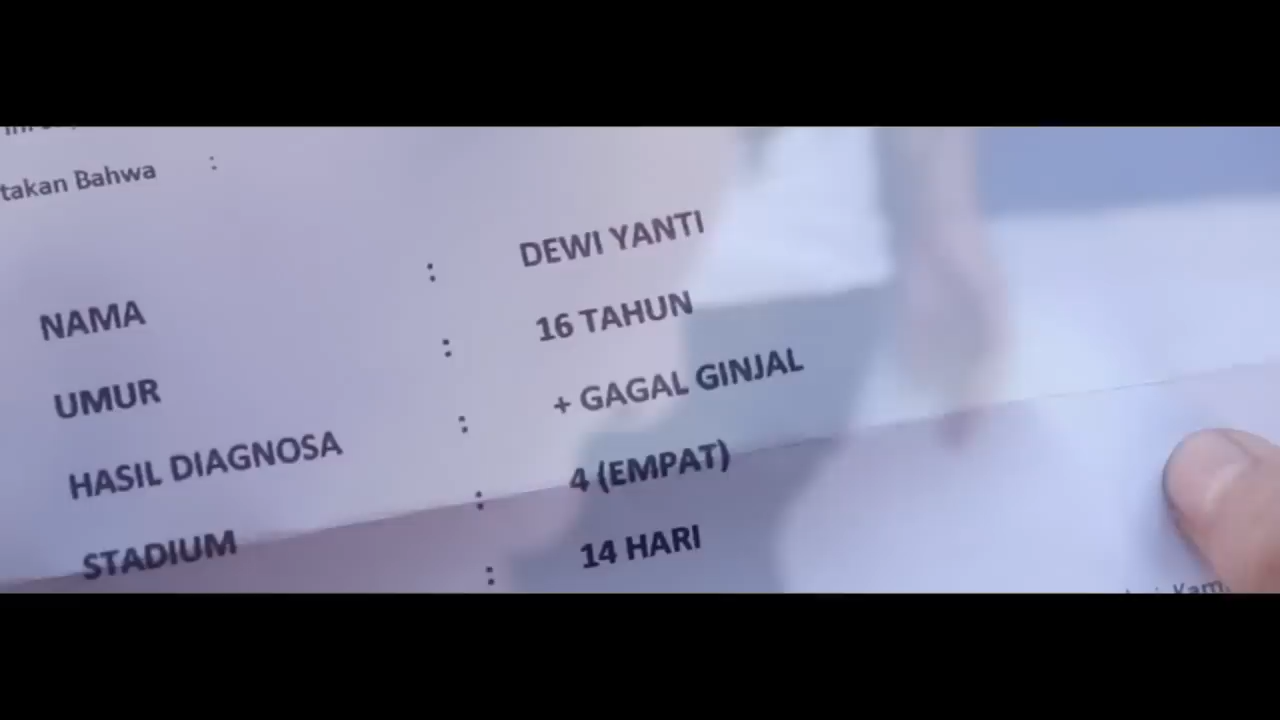 takan Bahwa :
NAMA : DEWI YANTI
UMUR : 16 TAHUN
HASIL DIAGNOSA : + GAGAL GINJAL
STADIUM : 4 (EMPAT)
: 14 HARI